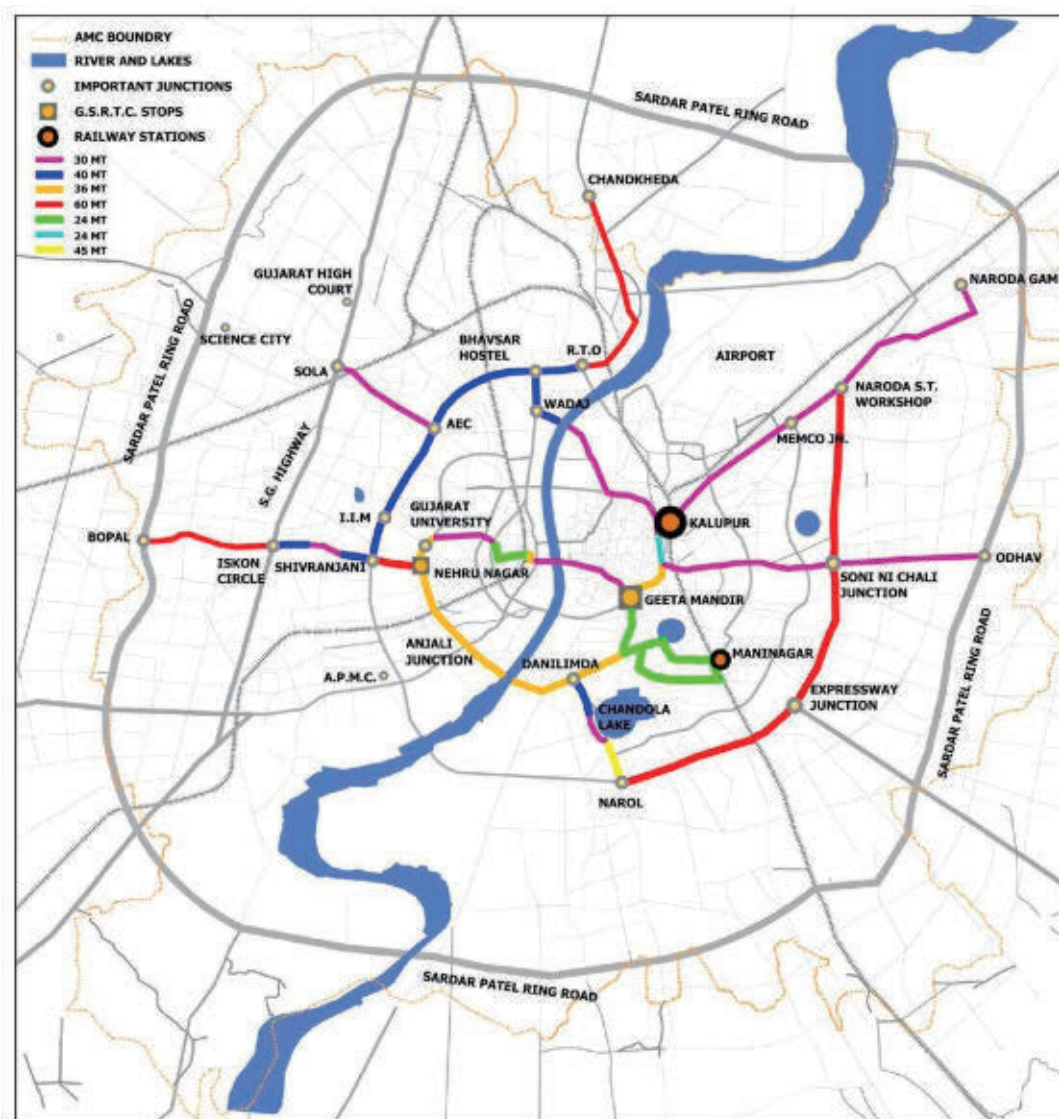 AMC BOUNDRY
RIVER AND LAKES
IMPORTANT JUNCTIONS
G.S.R.T.C. STOPS
RAILWAY STATIONS
30 MT
40 MT
36 MT
60 MT
24 MT
24 MT
45 MT
SARDAR PATEL RING ROAD
CHANDKHEDA
GUJARAT HIGH
COURT
NARODA GAM
SCIENCE CITY
SARDAR PATEL RING ROAD
BHAVSAR
HOSTEL
R.T.O
AIRPORT
SOLA
NARODA S.T.
WORKSHOP
WADAJ
AEC
MEMCO JN.
S.G. HIGHWAY
I.I.M
GUJARAT
UNIVERSITY
KALUPUR
BOPAL
ISKON
CIRCLE
SHIVRANJANI
NEHRU NAGAR
ODHAV
SONI NI CHALI
JUNCTION
GEETA MANDIR
ANJALI
JUNCTION
DANILIMDA
MANINAGAR
A.P.M.C.
CHANDOLA
LAKE
EXPRESSWAY
JUNCTION
SARDAR PATEL RING ROAD
NAROL
SARDAR PATEL RING ROAD